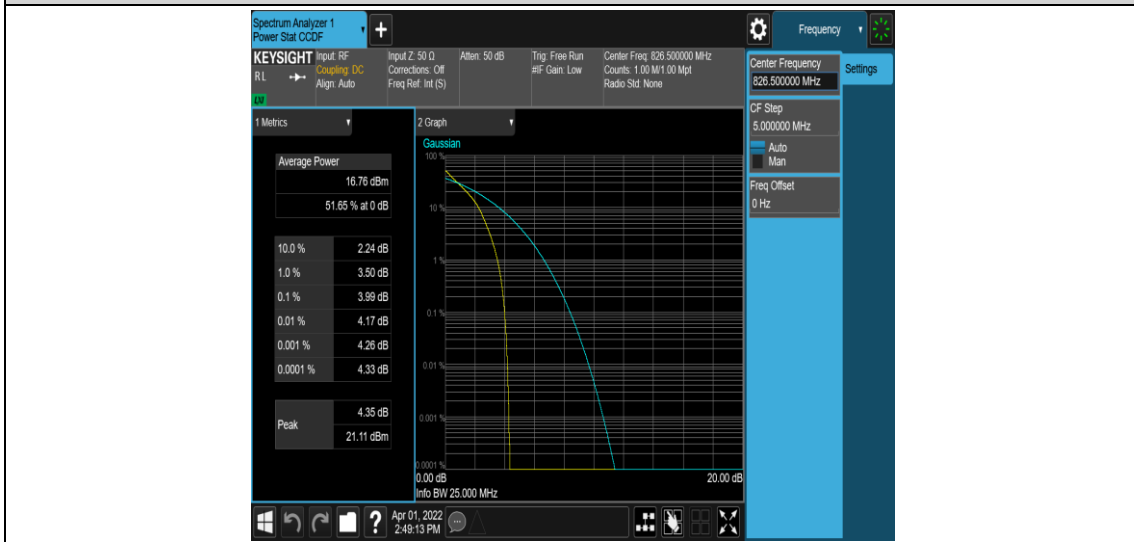 Spectrum Analyzer 1
Power Stat CCDF
+
Frequency
KEYSIGHT
RL
Input: RF
Coupling: DC
Align: Auto
Input Z: 50 Ω
Corrections: Off
Freq Ref: Int (S)
Atten: 50 dB
Trig: Free Run
#IF Gain: Low
Center Freq: 826.500000 MHz
Counts: 1.00 M/1.00 Mpt
Radio Std: None
Center Frequency
826.500000 MHz
Settings
CF Step
5.000000 MHz
Auto
Man
Freq Offset
0 Hz
1 Metrics
Average Power
16.76 dBm
51.65 % at 0 dB
10.0 % 2.24 dB
1.0 % 3.50 dB
0.1 % 3.99 dB
0.01 % 4.17 dB
0.001 % 4.26 dB
0.0001 % 4.33 dB
Peak
4.35 dB
21.11 dBm
2 Graph
Gaussian
100 %
10 %
1 %
0.1 %
0.01 %
0.001 %
0.0001 %
0.00 dB 20.00 dB
Info BW 25.000 MHz
?
Apr 01, 2022
2:49:13 PM